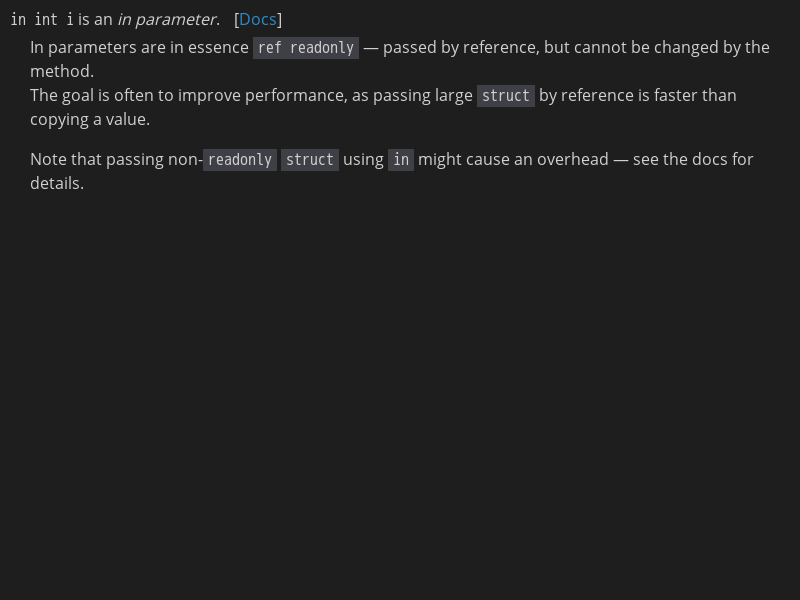 in int i is an in parameter. [Docs]
In parameters are in essence ref readonly — passed by reference, but cannot be changed by the
method.
The goal is often to improve performance, as passing large struct by reference is faster than
copying a value.
Note that passing non-readonly struct using in might cause an overhead — see the docs for
details.